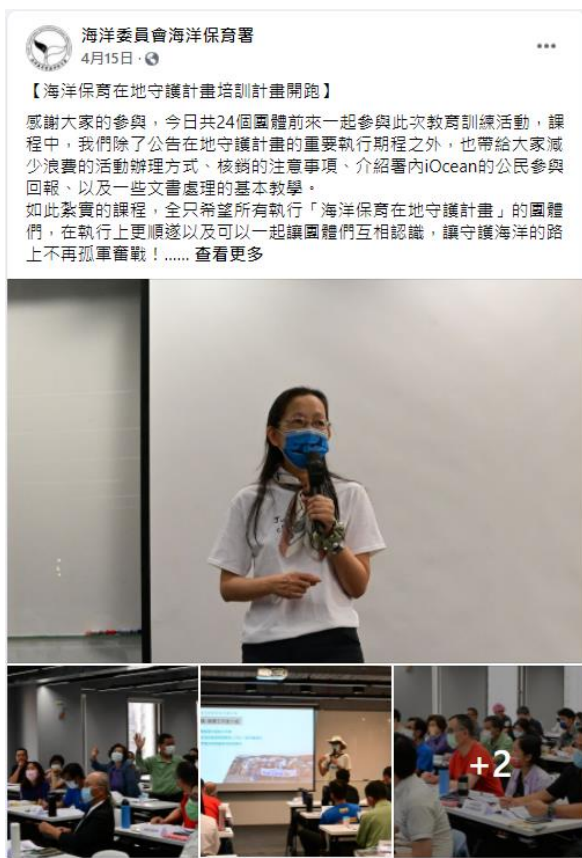 海洋委員會海洋保育署
4月15日
【海洋保育在地守護計畫培訓計畫開跑】
感謝大家的參與，今日共24個團體前來一起參與此次教育訓練活動，課
程中，我們除了公告在地守護計畫的重要執行期程之外，也帶給大家減
少浪費的活動辦理方式、核銷的注意事項、介紹署內iOcean的公民參與
回報、以及一些文書處理的基本教學。
如此紮實的課程，全只希望所有執行「海洋保育在地守護計畫」的團體
們，在執行上更順遂以及可以一起讓團體們互相認識，讓守護海洋的路
上不再孤軍奮戰！...... 查看更多
+2